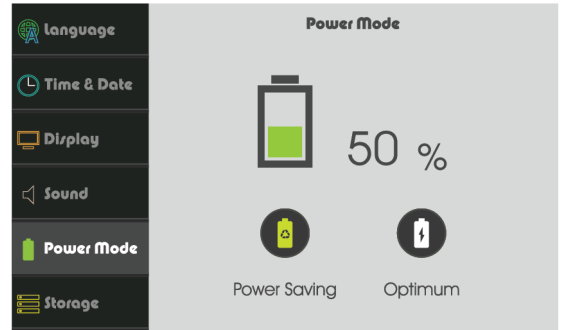 Language
Time & Date
Display
Sound
Power Mode
Storage
Power Mode
50 %
Power Saving
Optimum